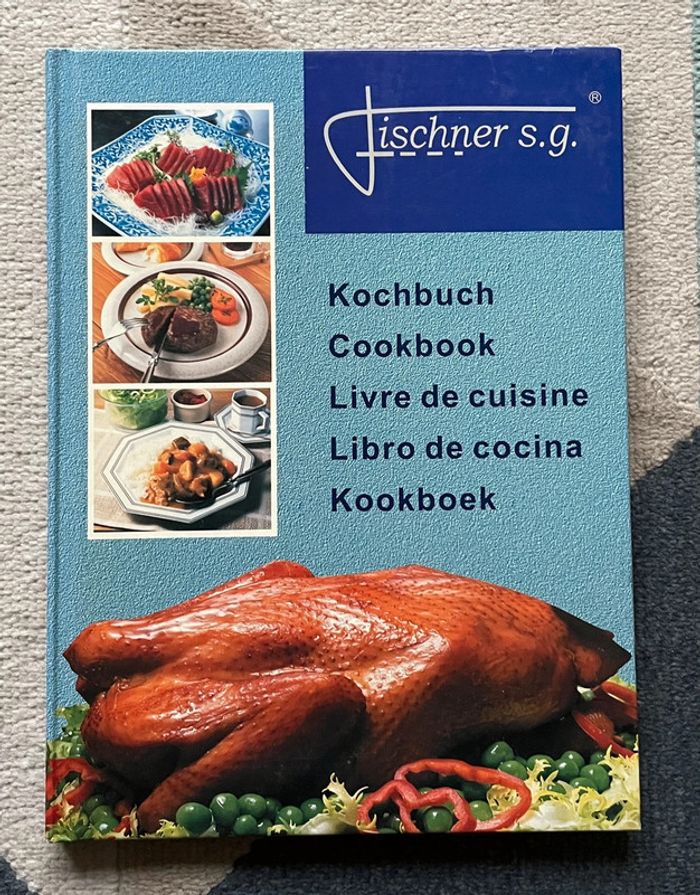 Fischner s.g. ®
Kochbuch
Cookbook
Livre de cuisine
Libro de cocina
Kookboek